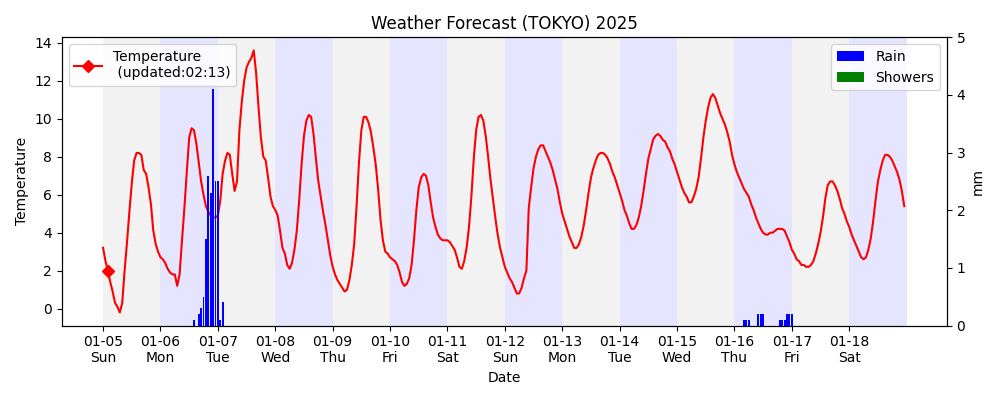 Weather Forecast (TOKYO) 2025
Temperature
(updated:02:13)
Rain
Showers
14
12
10
8
6
4
2
0
Temperature
5
4
3
2
1
0
mm
01-05 01-06 01-07 01-08 01-09 01-10 01-11 01-12 01-13 01-14 01-15 01-16 01-17 01-18
Sun Mon Tue Wed Thu Fri Sat Sun Mon Tue Wed Thu Fri Sat
Date